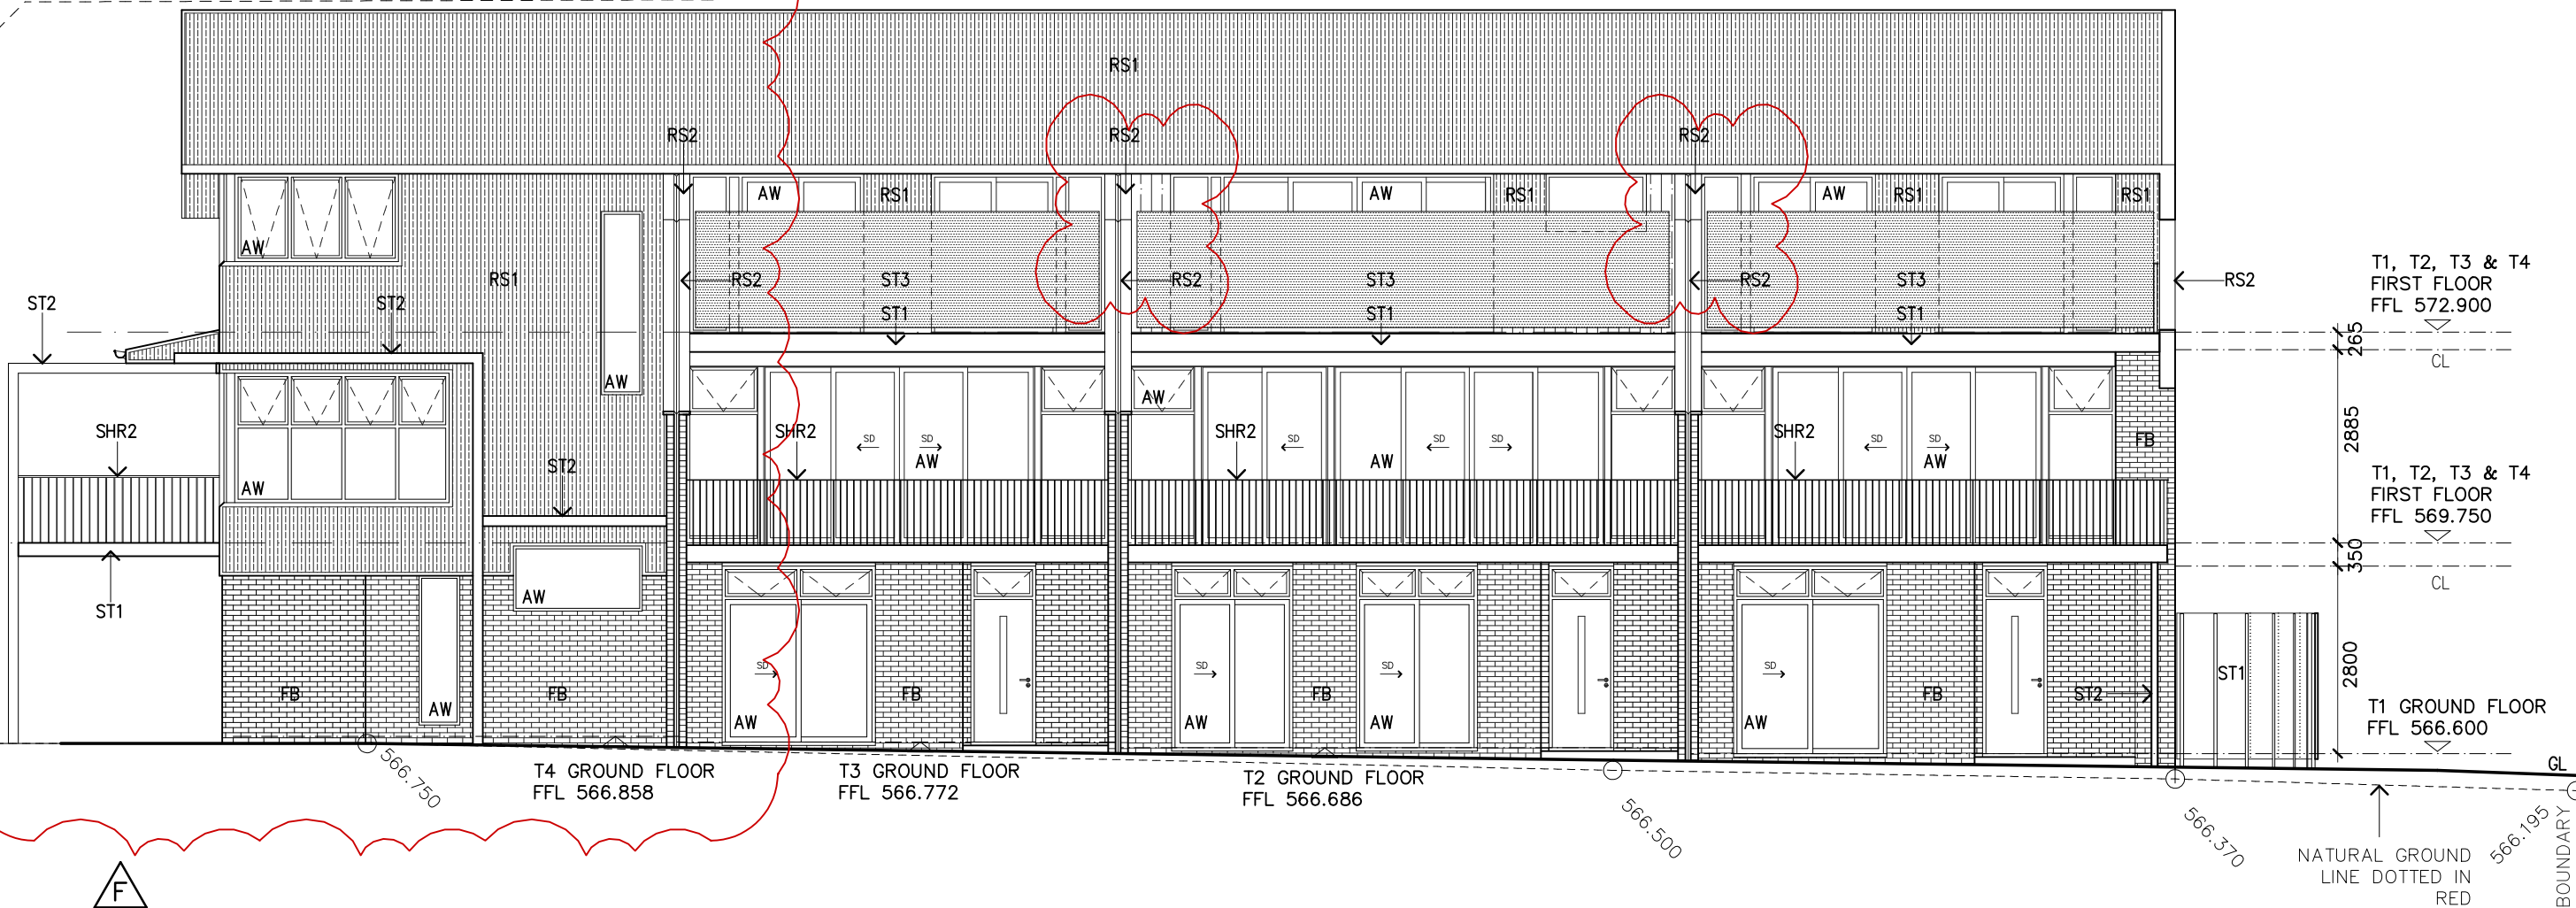 RS1
RS2
RS2
RS2
AW
RS1
AW
RS1
AW
RS1
RS1
AW
RS1
RS2
ST3
RS2
ST3
RS2
ST3
RS2
ST2
ST2
ST1
ST1
ST1
AW
T1, T2, T3 & T4
FIRST FLOOR
FFL 572.900
265
CL
SHR2
SHR2
SD
SD
AW
AW
SHR2
SD
SD
SD
AW
SHR2
SD
SD
AW
FB
2885
AW
ST2
T1, T2, T3 & T4
FIRST FLOOR
FFL 569.750
350
CL
ST1
AW
FB
AW
FB
SD
AW
FB
SD
AW
FB
SD
AW
SD
AW
FB
ST2
ST1
2800
T1 GROUND FLOOR
FFL 566.600
GL
566.750
T4 GROUND FLOOR
FFL 566.858
T3 GROUND FLOOR
FFL 566.772
T2 GROUND FLOOR
FFL 566.686
566.500
566.370
566.195
BOUNDARY
NATURAL GROUND
LINE DOTTED IN
RED
F